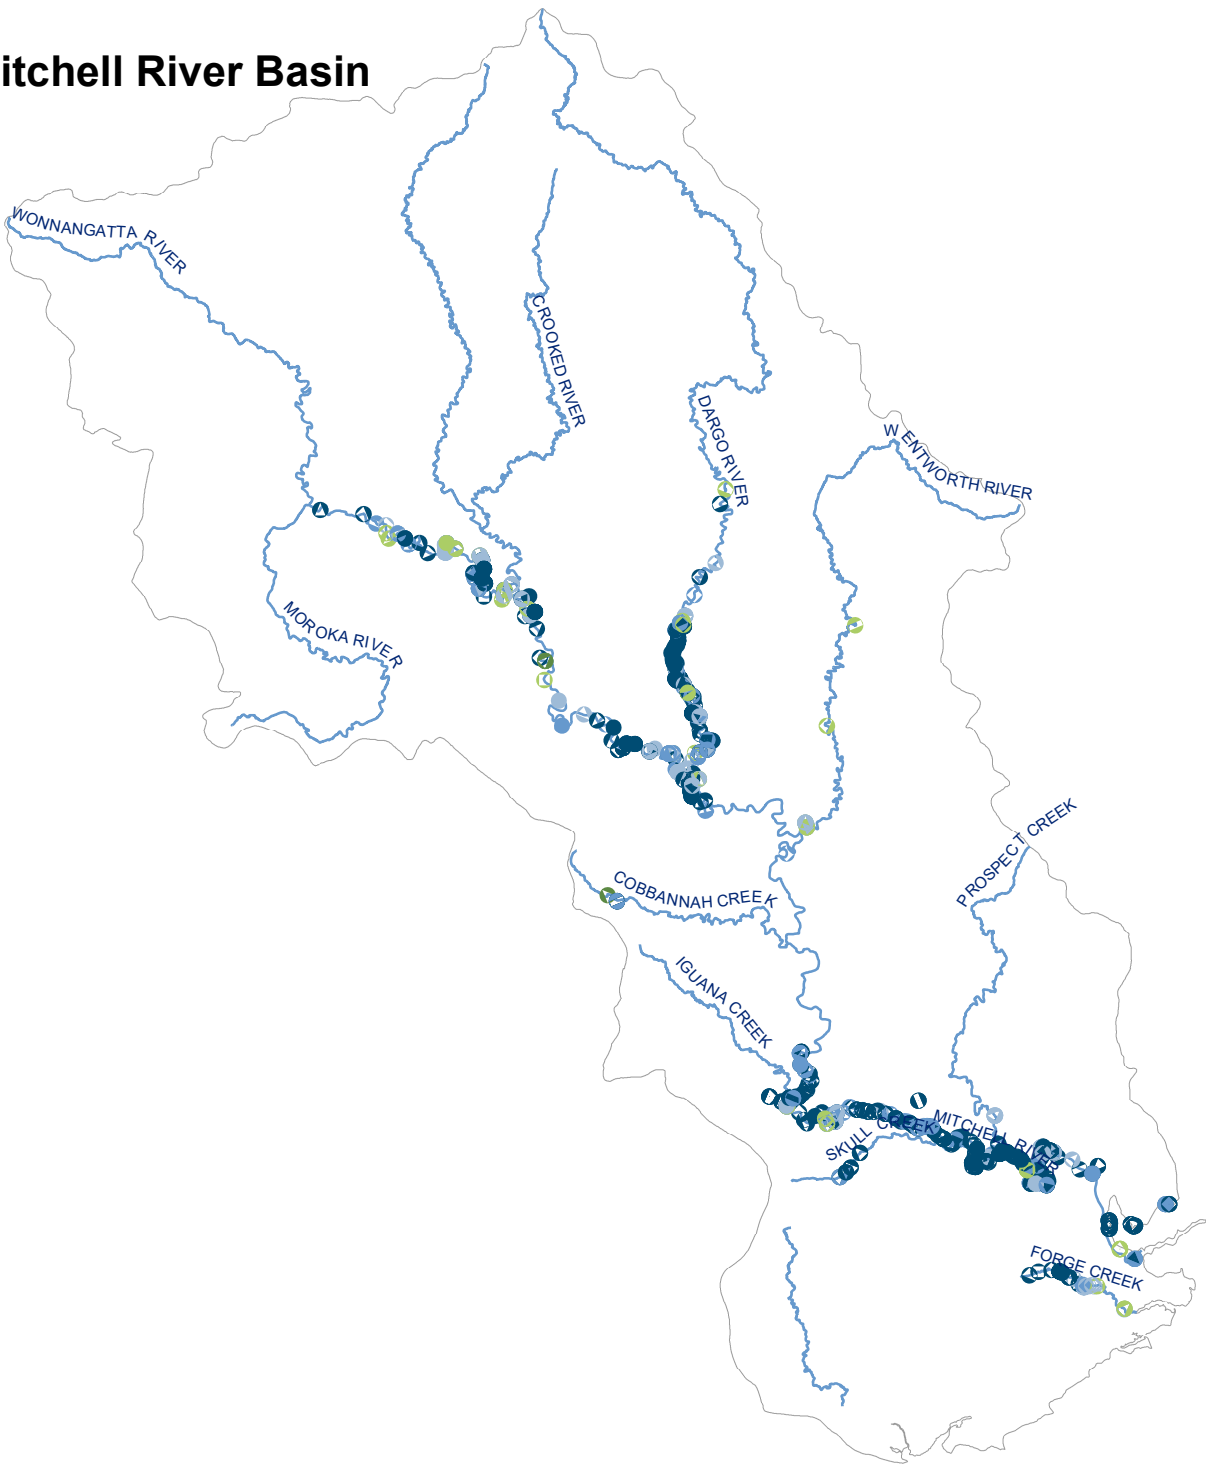 itchell River Basin
WONNANGATTA RIVER
CROOKED RIVER
DARGO RIVER
WENTWORTH RIVER
MOROKA RIVER
PROSPECT CREEK
COBBANNAH CREEK
IGUANA CREEK
MITCHELL RIVER
SKULL CREEK
FORGE CREEK